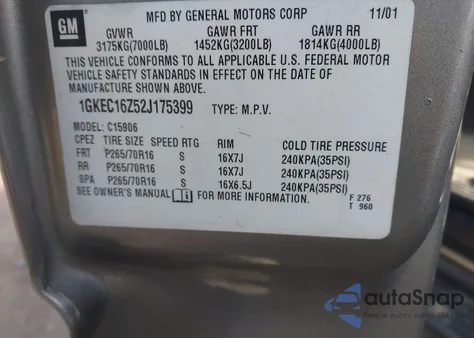 GM
MFD BY GENERAL MOTORS CORP 11/01
GVWR GAWR FRT GAWR RR
3175KG(7000LB) 1452KG(3200LB) 1814KG(4000LB)
THIS VEHICLE CONFORMS TO ALL APPLICABLE U.S. FEDERAL MOTOR
VEHICLE SAFETY STANDARDS IN EFFECT ON THE DATE OF
MANUFACTURE SHOWN ABOVE.
1GKEC16Z52J175399 TYPE: M.P.V.
MODEL: C15906
CPEZ TIRE SIZE SPEED RTG RIM COLD TIRE PRESSURE
FRT P265/70R16 S 16X7J 240KPA(35PSI)
RR P265/70R16 S 16X7J 240KPA(35PSI)
SPA P265/70R16 S 16X6.5J 240KPA(35PSI)
SEE OWNER'S MANUAL FOR MORE INFORMATION.
F 276
T 960
autoSnap